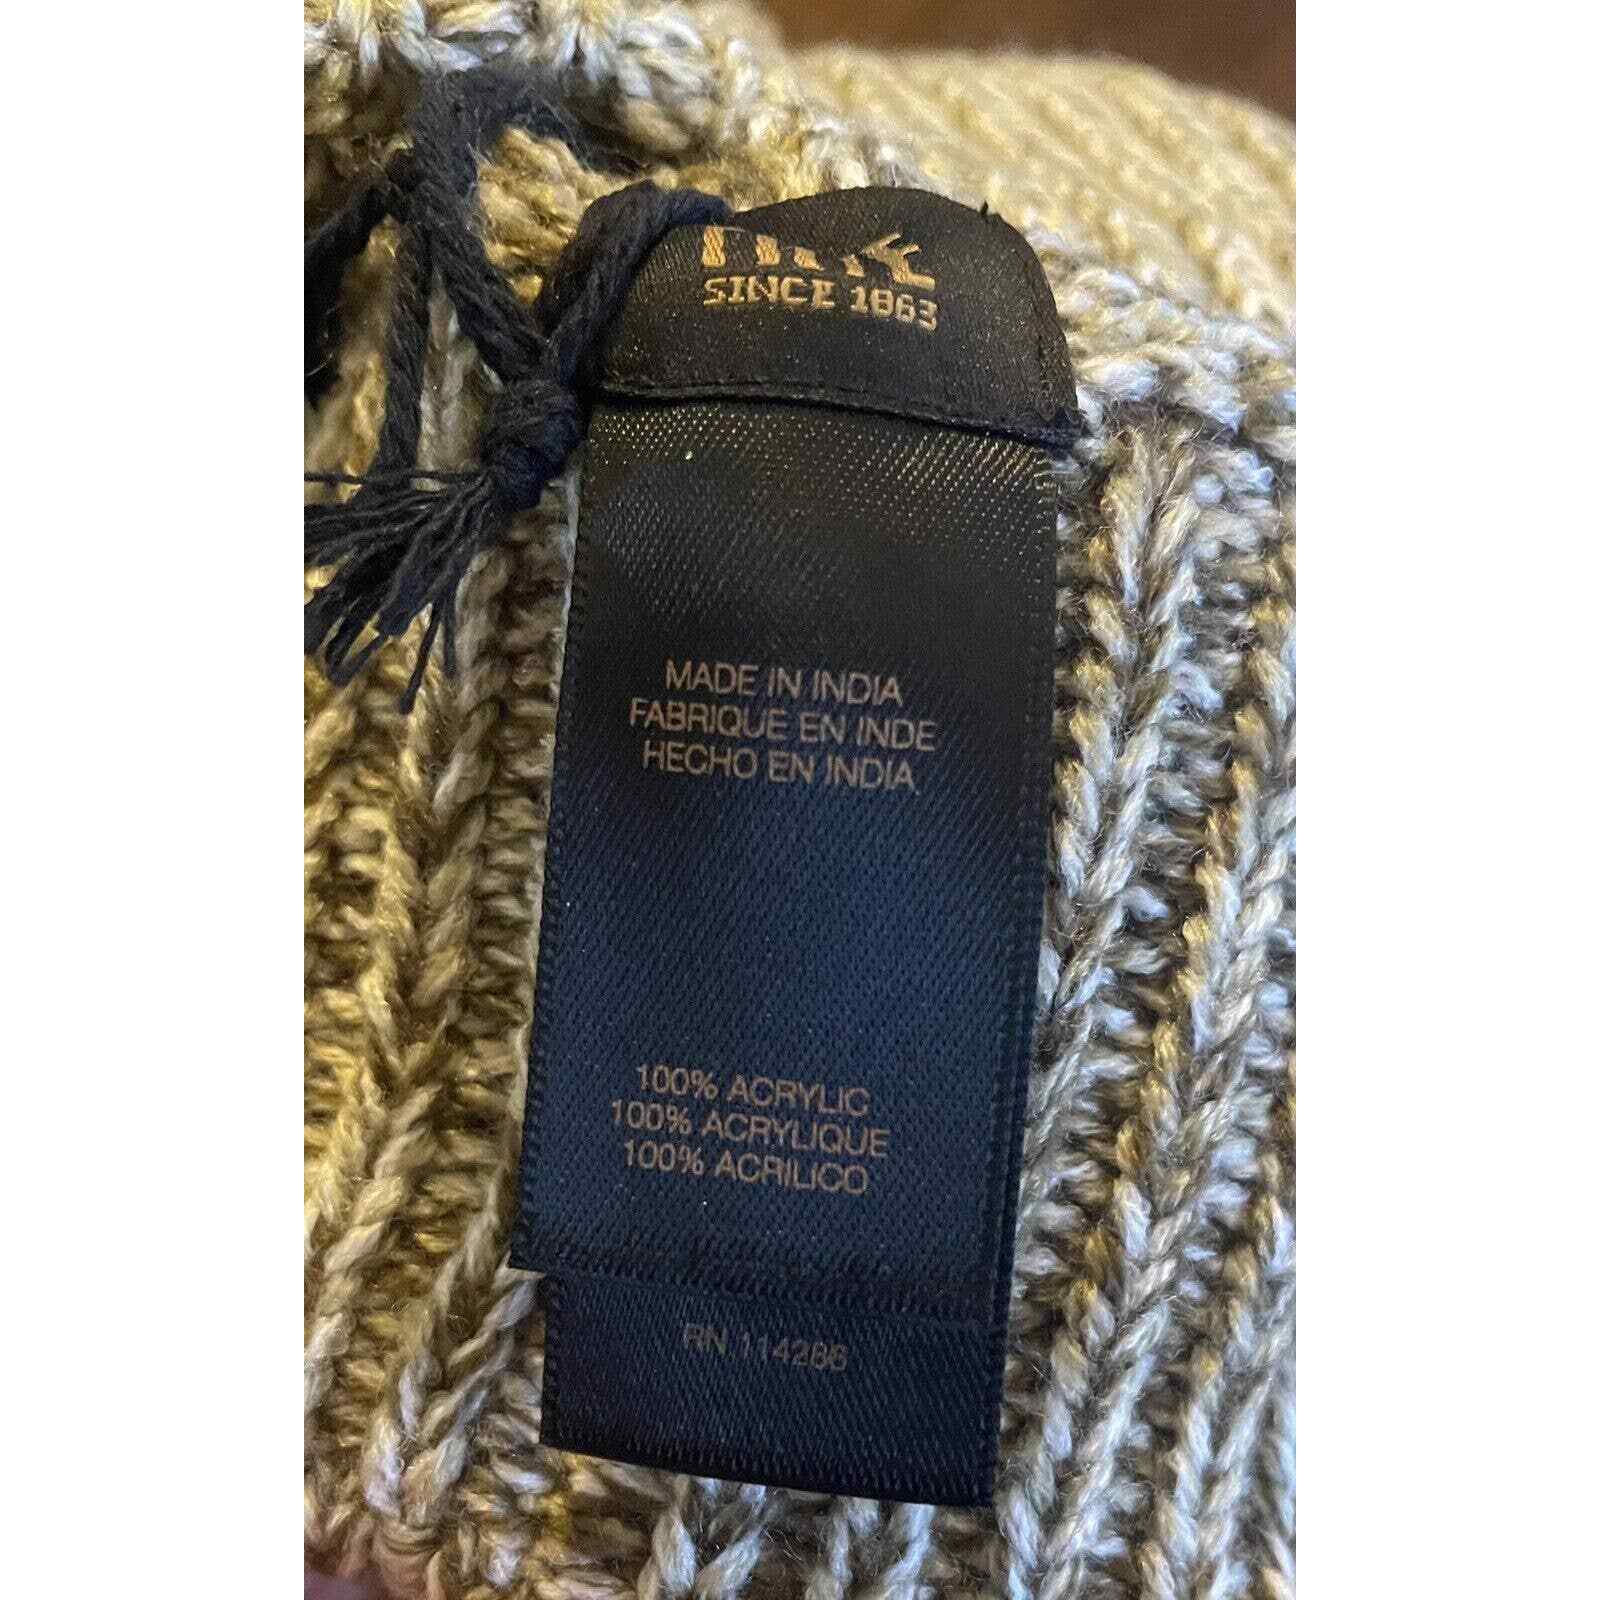 SINCE 1863
MADE IN INDIA
FABRIQUE EN INDE
HECHO EN INDIA
100% ACRYLIC
100% ACRYLIQUE
100% ACRILICO
RN 114286